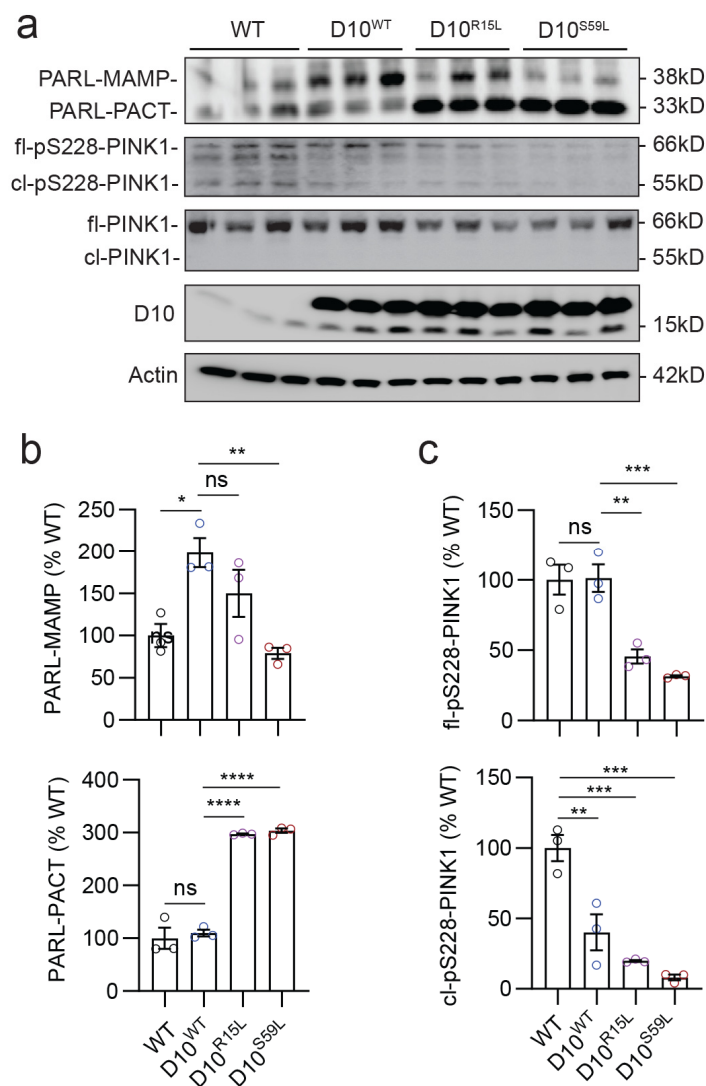 a
WT D10WT D10R15L D10S59L
PARL-MAMP- - 38kD
PARL-PACT- - 33kD
fl-pS228-PINK1- - 66kD
cl-pS228-PINK1- - 55kD
fl-PINK1- - 66kD
cl-PINK1- - 55kD
D10 - 15kD
Actin - 42kD
b
**
ns
*
250
200
150
100
50
0
PARL-MAMP (% WT)
****
****
ns
400
300
200
100
0
PARL-PACT (% WT)
WT
D10WT
D10R15L
D10S59L
c
***
**
ns
150
100
50
0
fl-pS228-PINK1 (% WT)
***
***
**
150
100
50
0
cl-pS228-PINK1 (% WT)
WT
D10WT
D10R15L
D10S59L